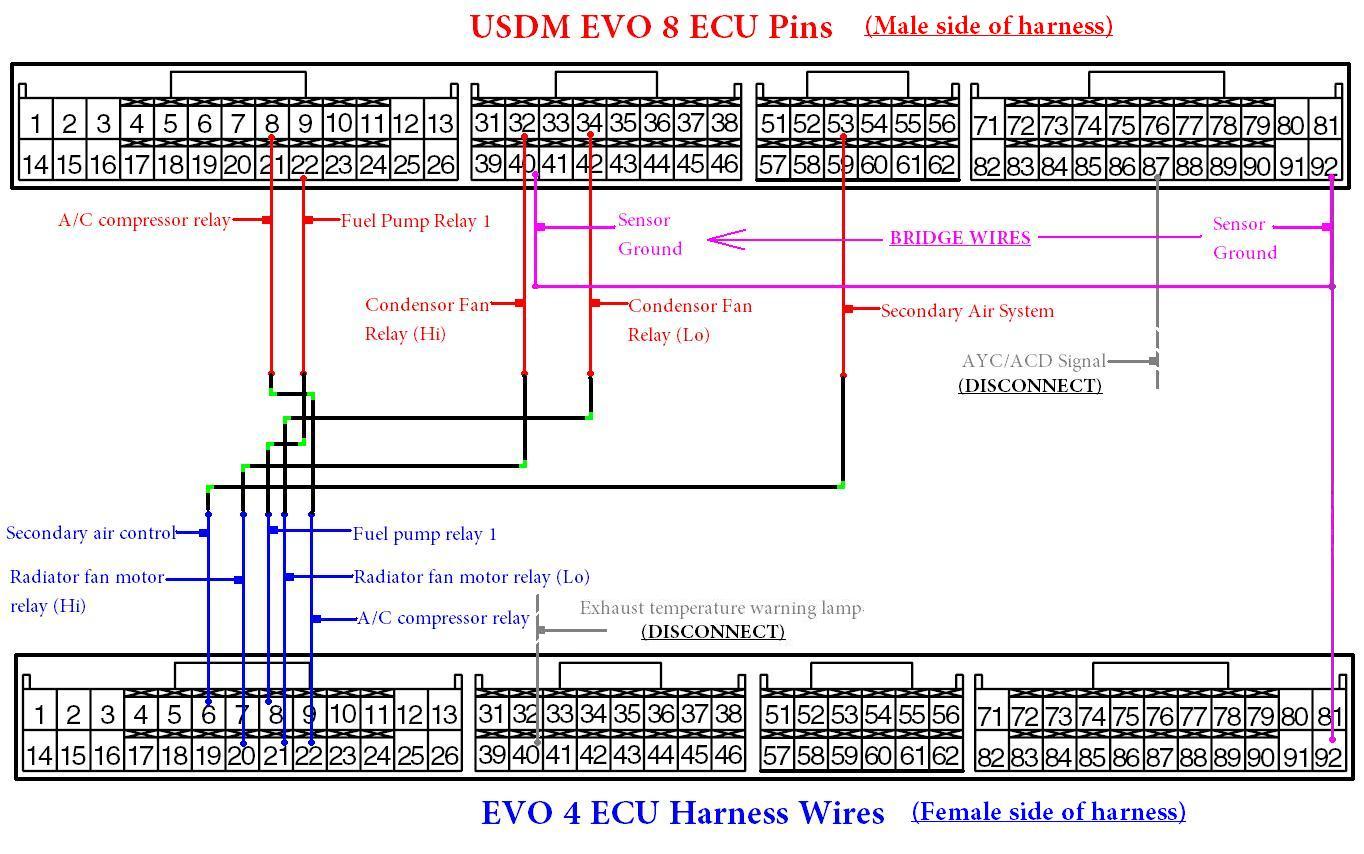 USDM EVO 8 ECU Pins (Male side of harness)
1 2 3 4 5 6 7 8 9 10 11 12 13 31 32 33 34 35 36 37 38 51 52 53 54 55 56 71 72 73 74 75 76 77 78 79 80 81
14 15 16 17 18 19 20 21 22 23 24 25 26 39 40 41 42 43 44 45 46 57 58 59 60 61 62 82 83 84 85 86 87 88 89 90 91 92
A/C compressor relay
Fuel Pump Relay 1
Sensor
Ground
BRIDGE WIRES
Sensor
Ground
Condensor Fan
Relay (Hi)
Condensor Fan
Relay (Lo)
Secondary Air System
AYC/ACD Signal
(DISCONNECT)
Secondary air control
Fuel pump relay 1
Radiator fan motor
relay (Hi)
Radiator fan motor relay (Lo)
A/C compressor relay
Exhaust temperature warning lamp
(DISCONNECT)
1 2 3 4 5 6 7 8 9 10 11 12 13 31 32 33 34 35 36 37 38 51 52 53 54 55 56 71 72 73 74 75 76 77 78 79 80 81
14 15 16 17 18 19 20 21 22 23 24 25 26 39 40 41 42 43 44 45 46 57 58 59 60 61 62 82 83 84 85 86 87 88 89 90 91 92
EVO 4 ECU Harness Wires (Female side of harness)